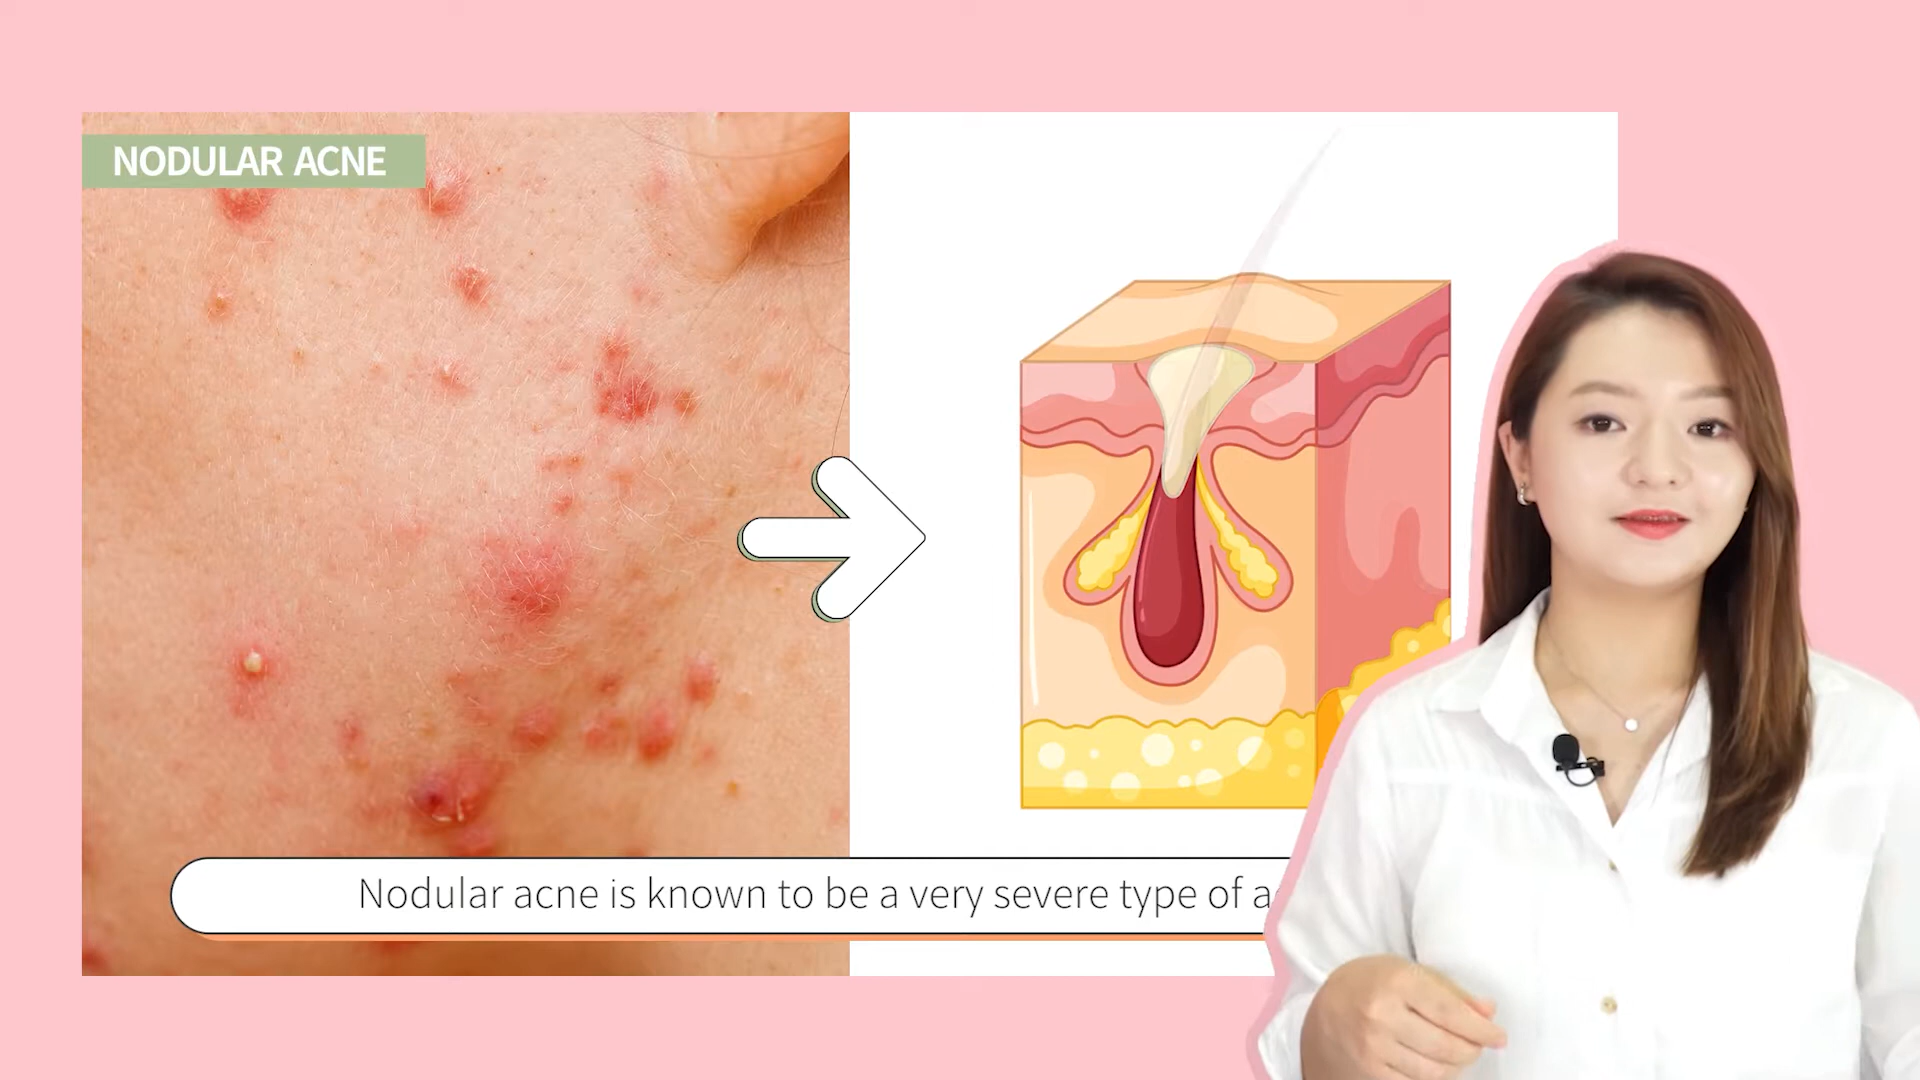 NODULAR ACNE
Nodular acne is known to be a very severe type of